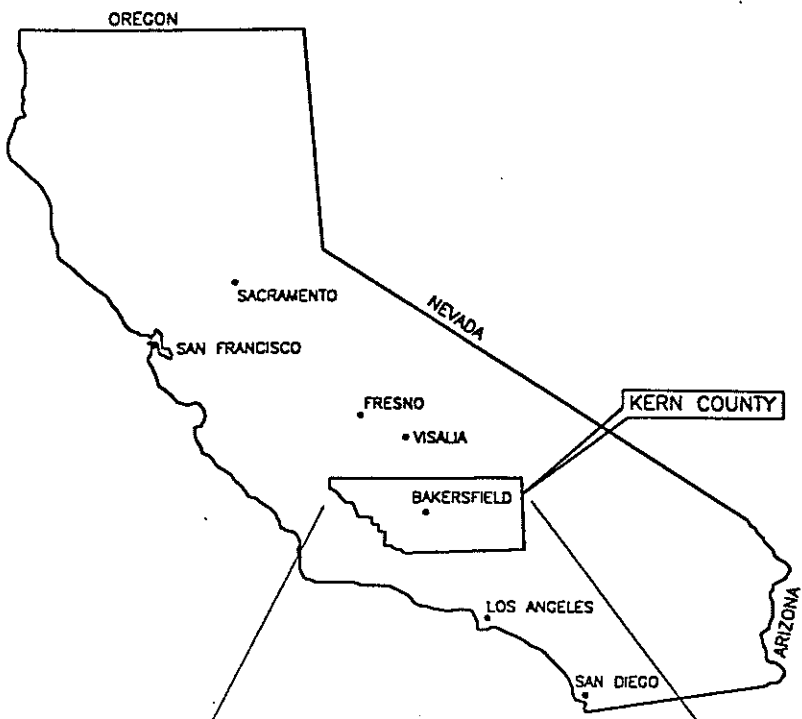 OREGON
SACRAMENTO
NEVADA
SAN FRANCISCO
FRESNO
KERN COUNTY
VISALIA
BAKERSFIELD
LOS ANGELES
ARIZONA
SAN DIEGO